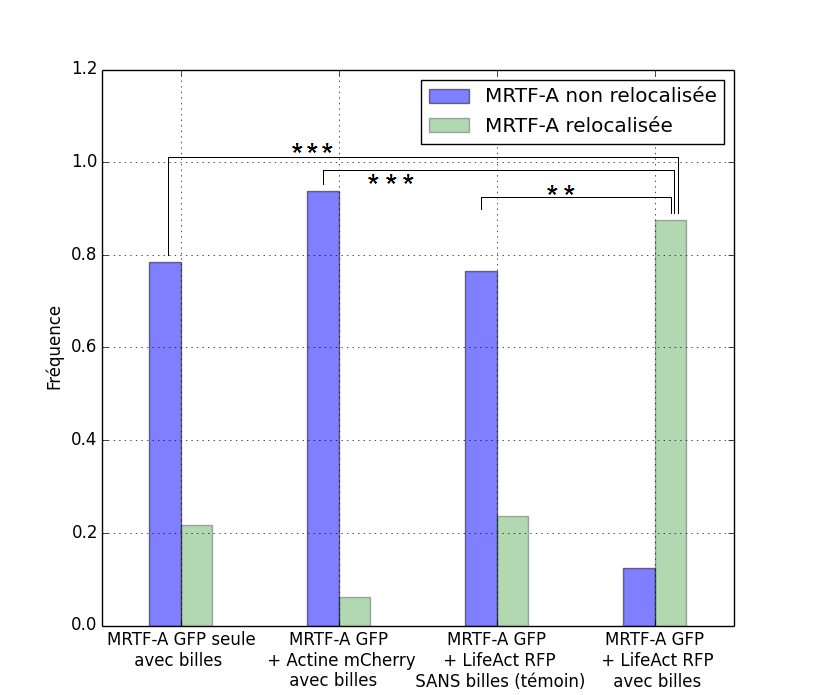 1.2
1.0
0.8
0.6
0.4
0.2
0.0
Fréquence
MRTF-A non relocalisée
MRTF-A relocalisée
***
***
**
MRTF-A GFP seule
avec billes
MRTF-A GFP
+ Actine mCherry
avec billes
MRTF-A GFP
+ LifeAct RFP
SANS billes (témoin)
MRTF-A GFP
+ LifeAct RFP
avec billes